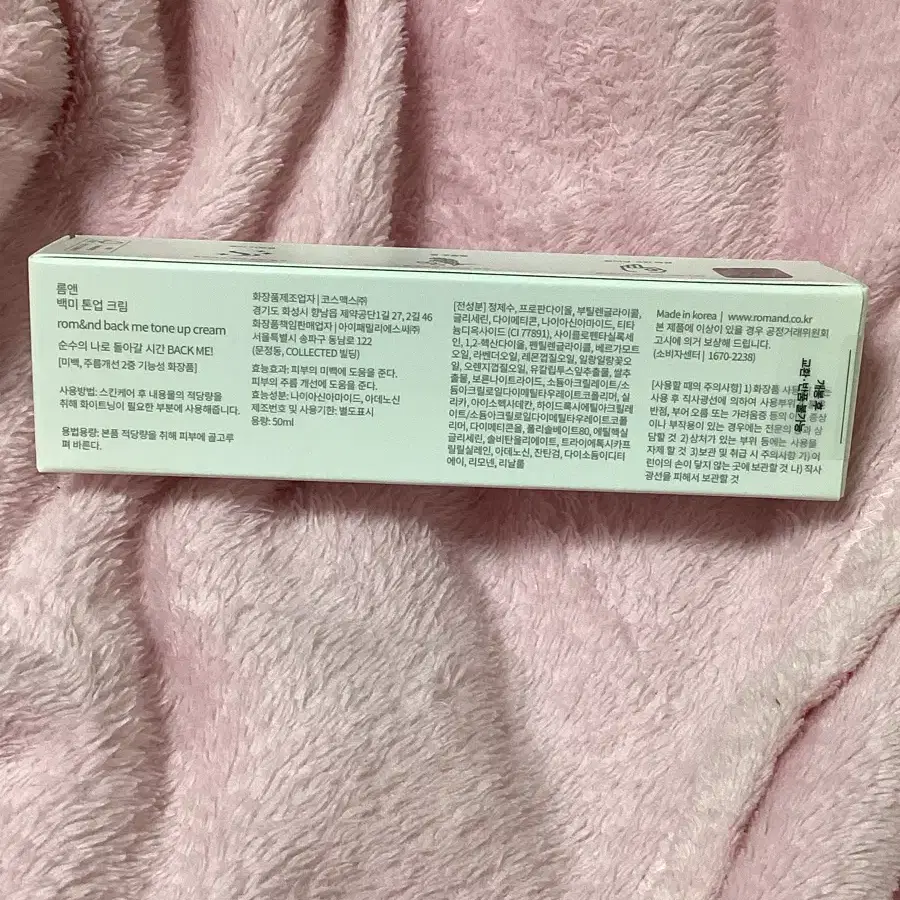 롬앤
백미 톤업 크림
rom&nd back me tone up cream
순수의 나로 돌아갈 시간 BACK ME!
[미백, 주름개선 2중 기능성 화장품]
사용방법: 스킨케어 후 내용물의 적당량을
취해 화이트닝이 필요한 부분에 사용해줍니다.
용법용량: 본품 적당량을 취해 피부에 골고루
펴 바른다.
화장품제조업자 | 코스맥스㈜
경기도 화성시 향남읍 제약공단1길 27, 2길 46
화장품책임판매업자 | 아이패밀리에스씨㈜
서울특별시 송파구 동남로 122
(문정동, COLLECTED 빌딩)
효능효과: 피부의 미백에 도움을 준다.
피부의 주름 개선에 도움을 준다.
효능성분: 나이아신아마이드, 아데노신
제조번호 및 사용기한: 별도표시
용량: 50ml
[전성분] 정제수, 프로판다이올, 부틸렌글라이콜,
글리세린, 다이메티콘, 나이아신아마이드, 티타
늄디옥사이드 (CI 77891), 사이클로펜타실록세
인, 1,2-헥산다이올, 펜틸렌글라이콜, 베르가모트
오일, 라벤더오일, 레몬껍질오일, 일랑일랑꽃오
일, 오렌지껍질오일, 유칼립투스잎추출물, 쌀추
출물, 보론나이트라이드, 소듐아크릴레이트/소
듐아크릴로일다이메틸타우레이트코폴리머, 실
리카, 아이소헥사데칸, 하이드록시에틸아크릴레
이트/소듐아크릴로일다이메틸타우레이트코폴
리머, 다이메티콘올, 폴리솔베이트80, 에틸헥실
글리세린, 솔비탄올리에이트, 트라이에톡시카프
릴릴실레인, 아데노신, 잔탄검, 다이소듐이디티
에이, 리모넨, 리날룰
Made in korea | www.romand.co.kr
본 제품에 이상이 있을 경우 공정거래위원회
고시에 의거 보상해 드립니다.
(소비자센터 | 1670-2238)
[사용할 때의 주의사항] 1) 화장품 사용
사용 후 직사광선에 의하여 사용부위
반점, 부어 오름 또는 가려움증 등의 이 증상
이나 부작용이 있는 경우에는 전문의 과 상
담할 것 2) 상처가 있는 부위 등에는 사용을
자제 할 것 3) 보관 및 취급 시 주의사항 가) 어
린이의 손이 닿지 않는 곳에 보관할 것 나) 직사
광선을 피해서 보관할 것
개봉 후
교환·반품 불가능